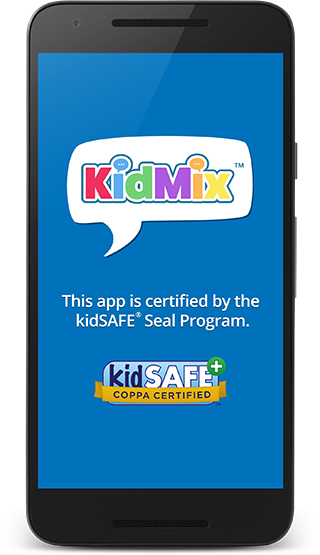 KidMix™
This app is certified by the
kidSAFE® Seal Program.
kidSAFE+
COPPA CERTIFIED